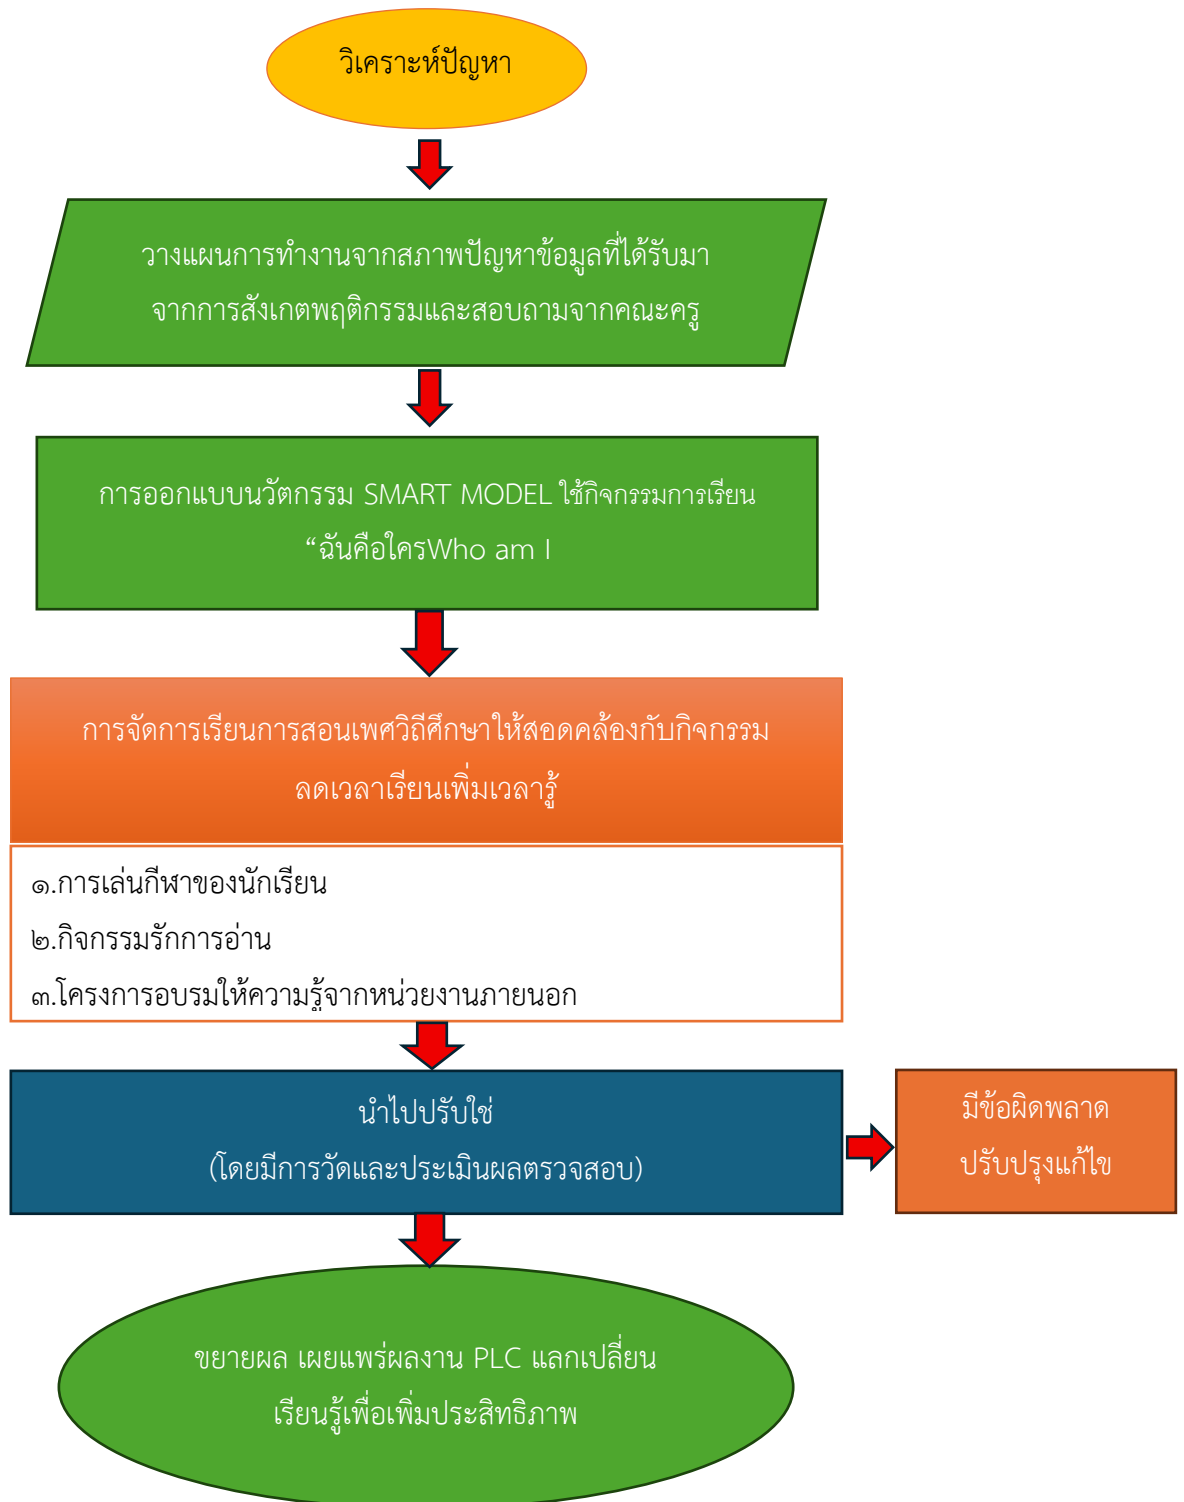 วิเคราะห์ปัญหา
วางแผนการทำงานจากสภาพปัญหาข้อมูลที่ได้รับมา
จากการสังเกตพฤติกรรมและสอบถามจากคณะครู
การออกแบบนวัตกรรม SMART MODEL ใช้กิจกรรมการเรียน
“ฉันคือใครWho am I
การจัดการเรียนการสอนเพศวิถีศึกษาให้สอดคล้องกับกิจกรรม
ลดเวลาเรียนเพิ่มเวลารู้
๑.การเล่นกีฬาของนักเรียน
๒.กิจกรรมรักการอ่าน
๓.โครงการอบรมให้ความรู้จากหน่วยงานภายนอก
นำไปปรับใช่
(โดยมีการวัดและประเมินผลตรวจสอบ)
มีข้อผิดพลาด
ปรับปรุงแก้ไข
ขยายผล เผยแพร่ผลงาน PLC แลกเปลี่ยน
เรียนรู้เพื่อเพิ่มประสิทธิภาพ